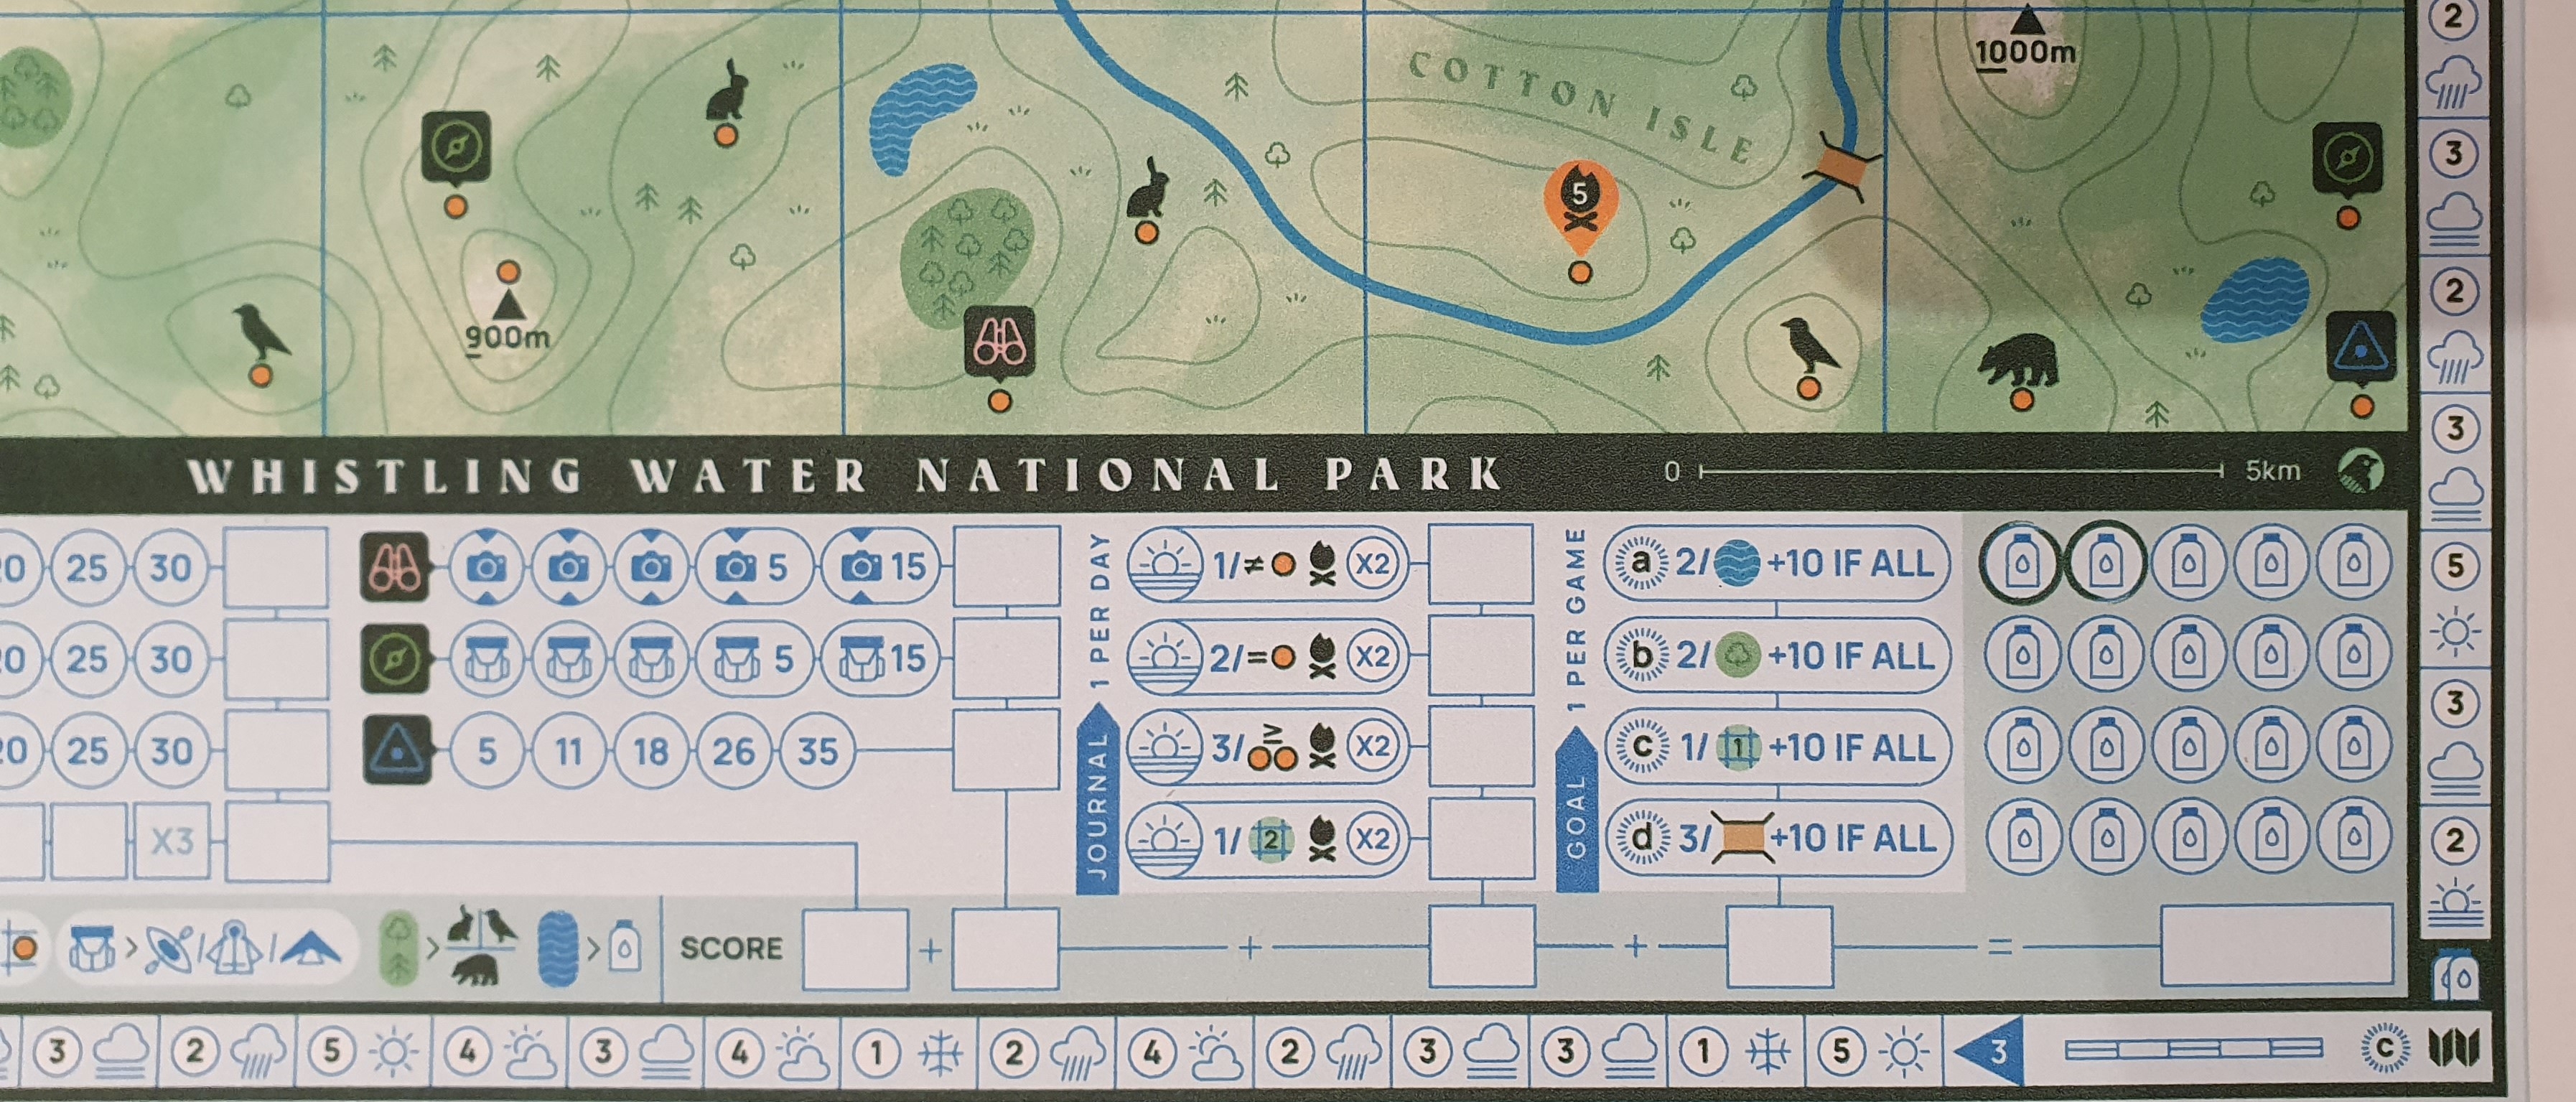 1000m
COTTON ISLE
5
900m
WHISTLING WATER NATIONAL PARK
0 5km
25 30
5 15
25 30
5 15
25 30
5 11 18 26 35
X3
JOURNAL 1 PER DAY
1/≠ X2
2/= X2
3/≥ X2
1/ 2 X2
GOAL 1 PER GAME
a 2/ +10 IF ALL
b 2/ +10 IF ALL
c 1/ 1 +10 IF ALL
d 3/ +10 IF ALL
SCORE + + + =
2
3
2
3
5
3
2
3 2 5 4 3 4 1 2 4 2 3 3 1 5 3 c